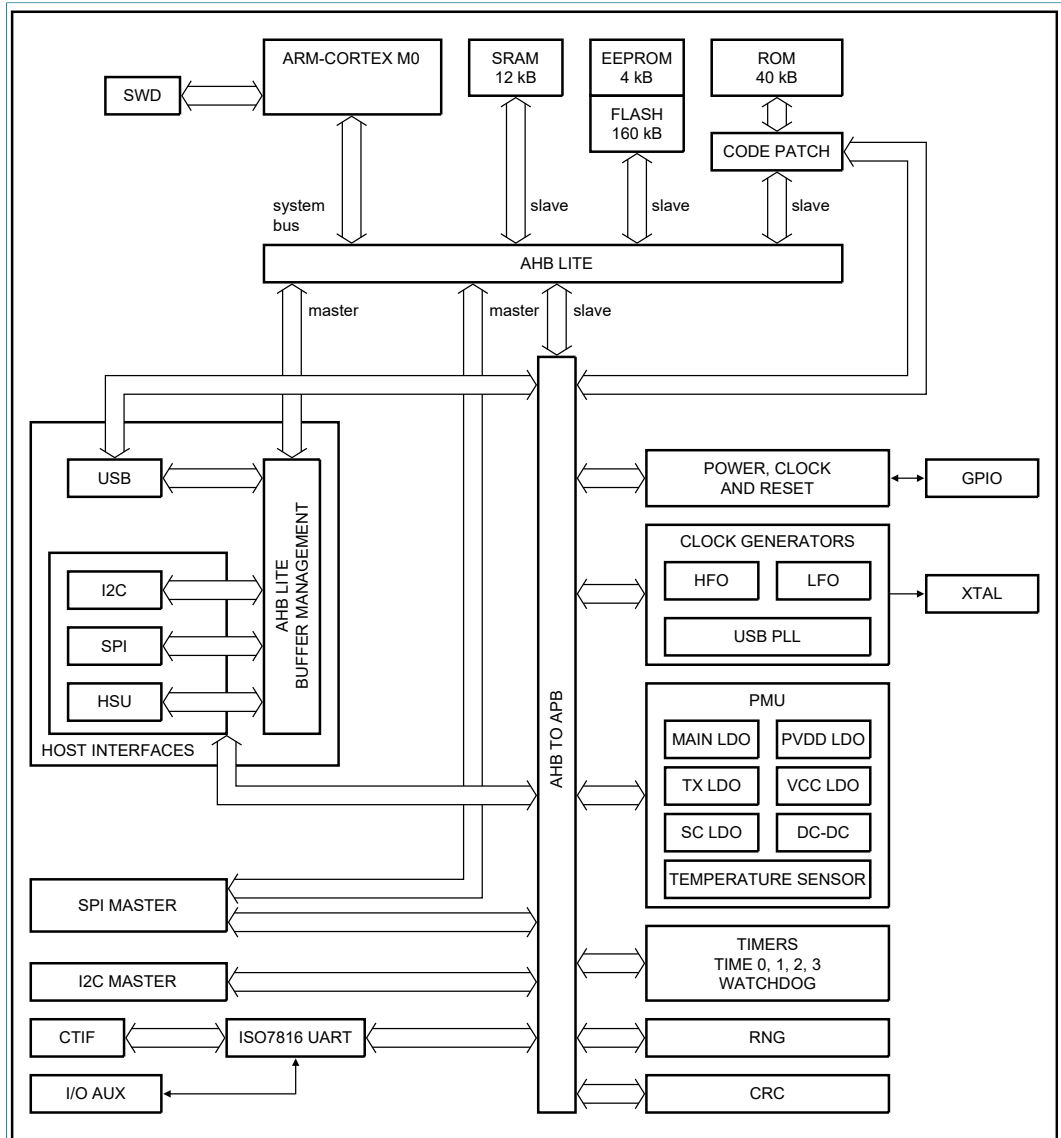 ARM-CORTEX M0
SWD
SRAM
12 kB
EEPROM
4 kB
FLASH
160 kB
ROM
40 kB
CODE PATCH
system
bus
slave
slave
slave
AHB LITE
master
master
slave
USB
I2C
SPI
HSU
AHB LITE
BUFFER MANAGEMENT
HOST INTERFACES
AHB TO APB
POWER, CLOCK
AND RESET
GPIO
CLOCK GENERATORS
HFO
LFO
USB PLL
XTAL
PMU
MAIN LDO
PVDD LDO
TX LDO
VCC LDO
SC LDO
DC-DC
TEMPERATURE SENSOR
SPI MASTER
I2C MASTER
CTIF
ISO7816 UART
I/O AUX
TIMERS
TIME 0, 1, 2, 3
WATCHDOG
RNG
CRC